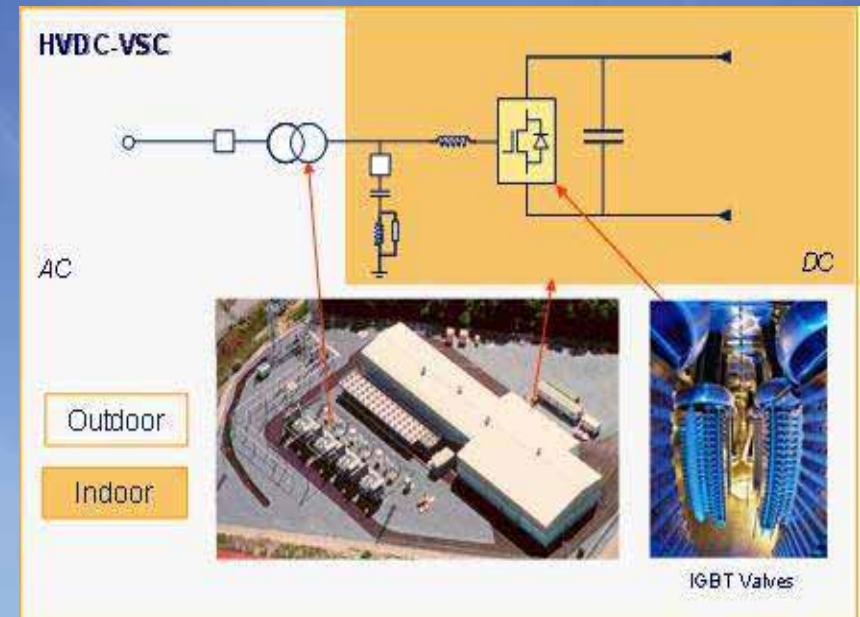 HVDC-VSC
AC
DC
Outdoor
Indoor
IGBT Valves